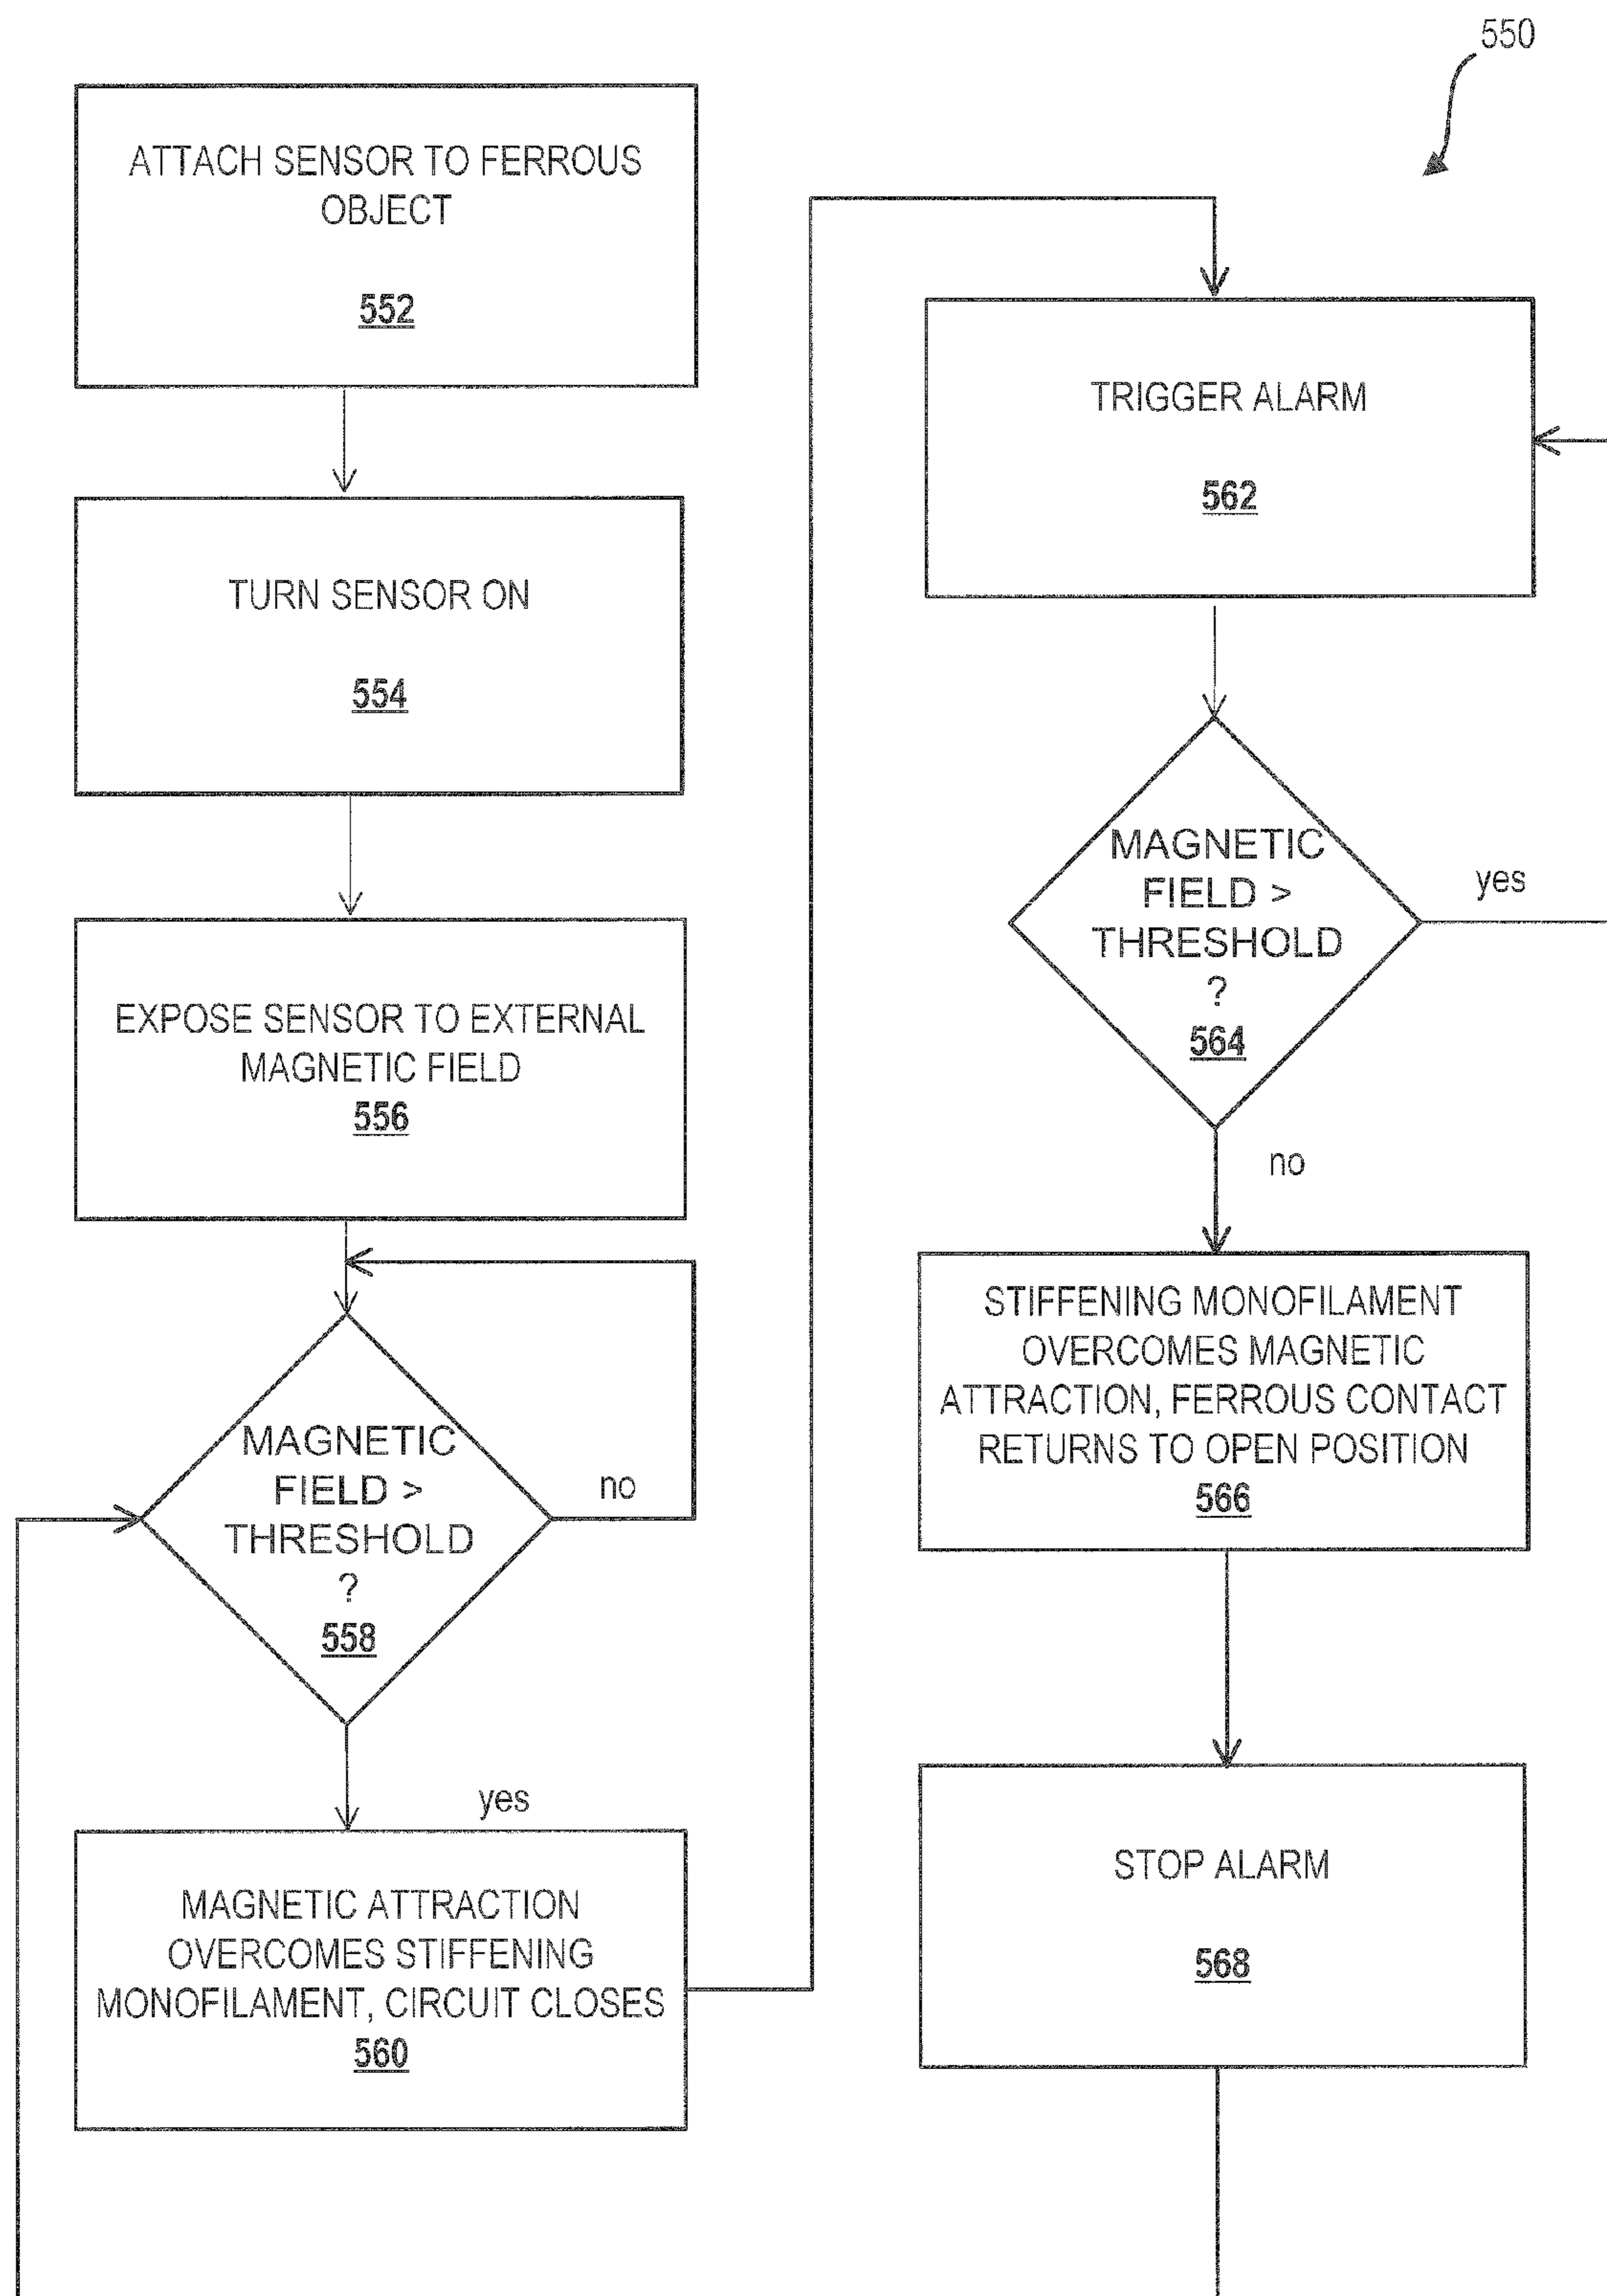 550
ATTACH SENSOR TO FERROUS
OBJECT
552
TURN SENSOR ON
554
EXPOSE SENSOR TO EXTERNAL
MAGNETIC FIELD
556
MAGNETIC
FIELD >
THRESHOLD
?
558
no
yes
MAGNETIC ATTRACTION
OVERCOMES STIFFENING
MONOFILAMENT, CIRCUIT CLOSES
560
TRIGGER ALARM
562
MAGNETIC
FIELD >
THRESHOLD
?
564
yes
no
STIFFENING MONOFILAMENT
OVERCOMES MAGNETIC
ATTRACTION, FERROUS CONTACT
RETURNS TO OPEN POSITION
566
STOP ALARM
568